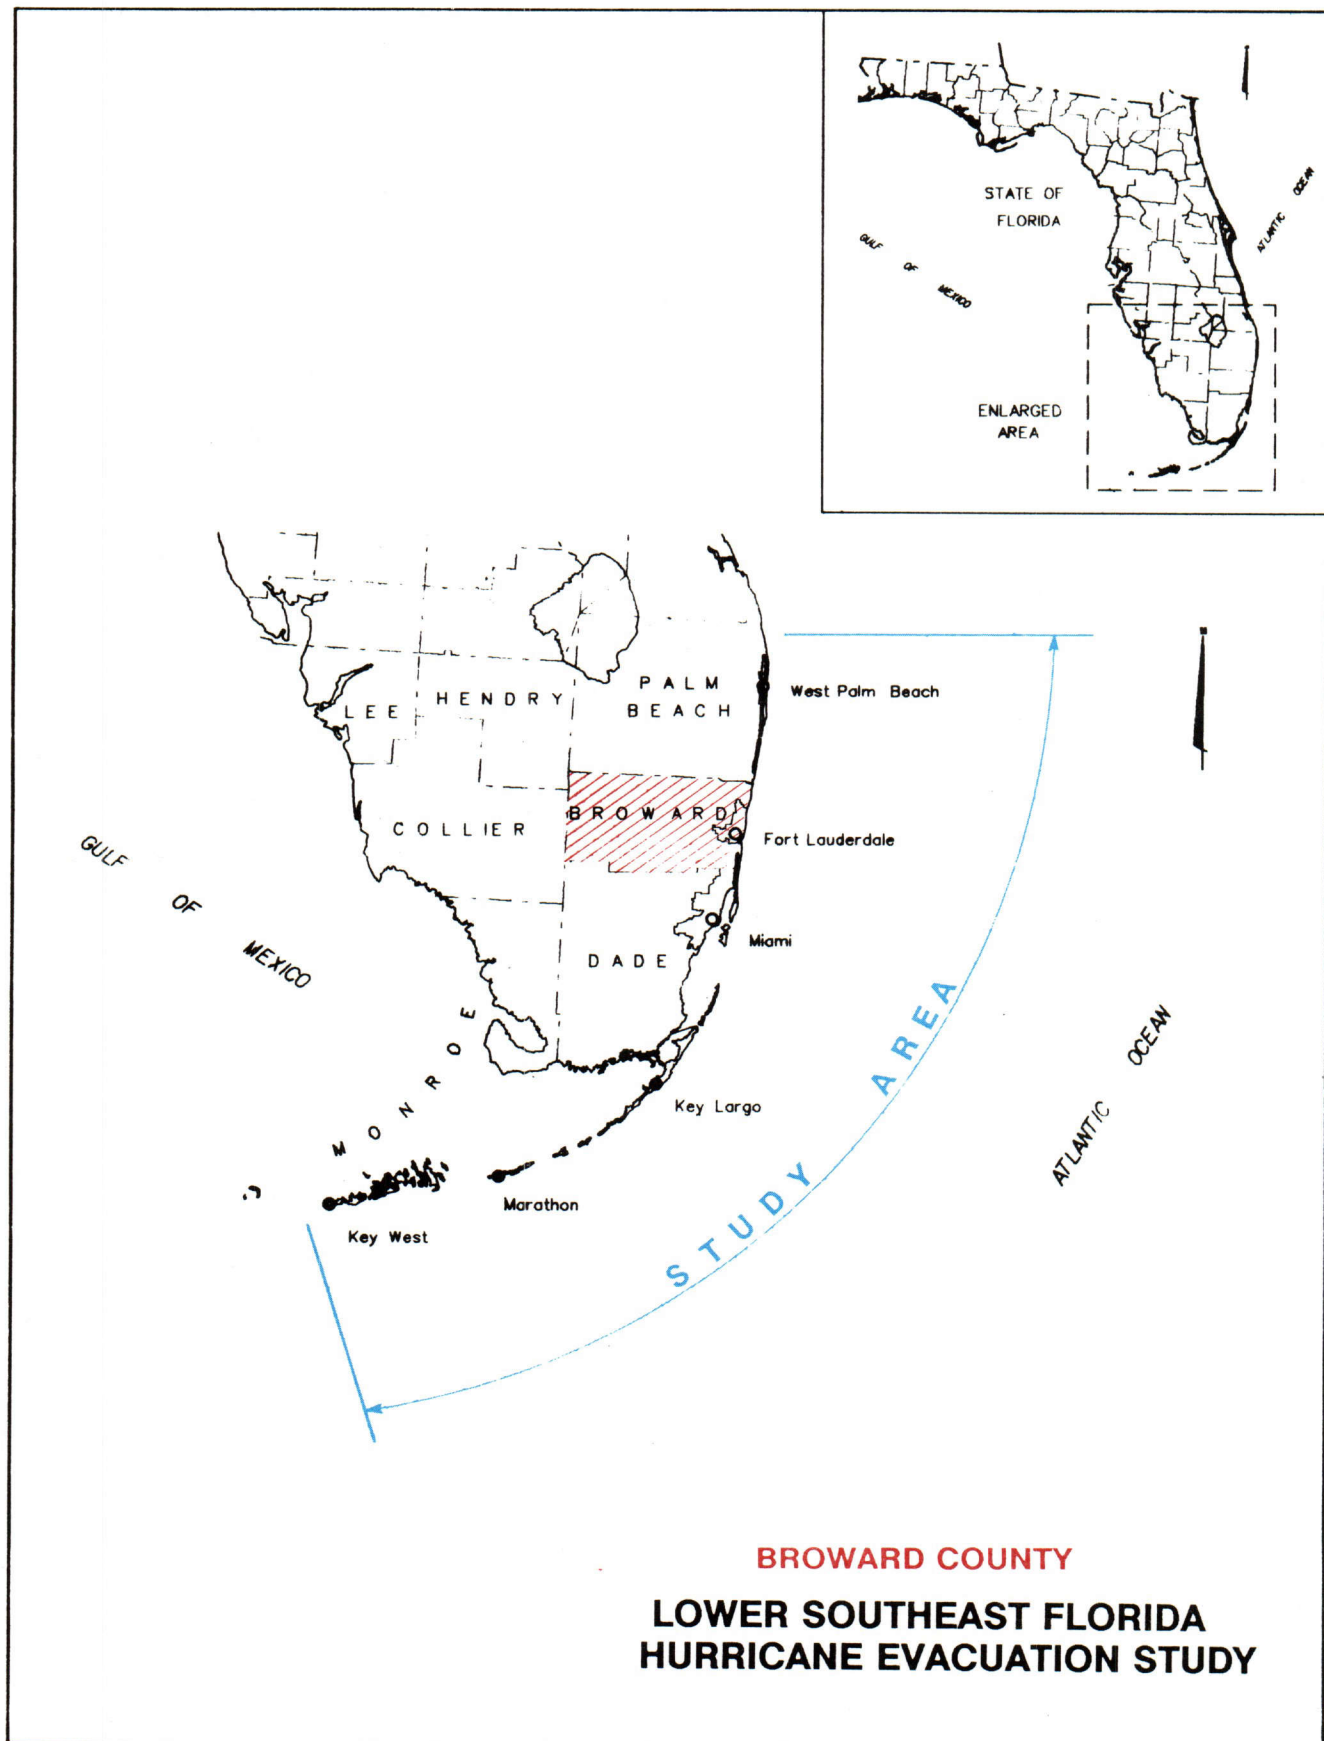 STATE OF
FLORIDA
GULF OF MEXICO
ATLANTIC OCEAN
ENLARGED
AREA
PALM
BEACH
West Palm Beach
HENDRY
LEE
BROWARD
COLLIER
Fort Lauderdale
GULF OF MEXICO
Miami
DADE
MONROE
Key Largo
Marathon
Key West
STUDY AREA
ATLANTIC OCEAN
BROWARD COUNTY
LOWER SOUTHEAST FLORIDA
HURRICANE EVACUATION STUDY